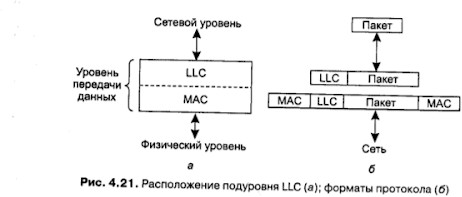 Сетевой уровень
Пакет
Уровень передачи данных
LLC
MAC
LLC Пакет
MAC LLC Пакет MAC
Физический уровень
Сеть
а
б
Рис. 4.21. Расположение подуровня LLC (а); форматы протокола (б)